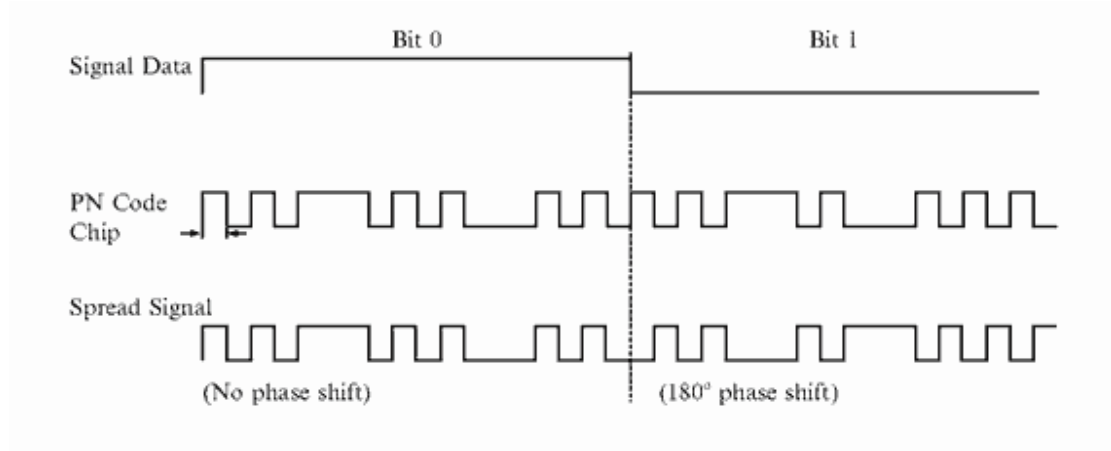 Bit 0
Bit 1
Signal Data
PN Code
Chip
Spread Signal
(No phase shift)
(180° phase shift)